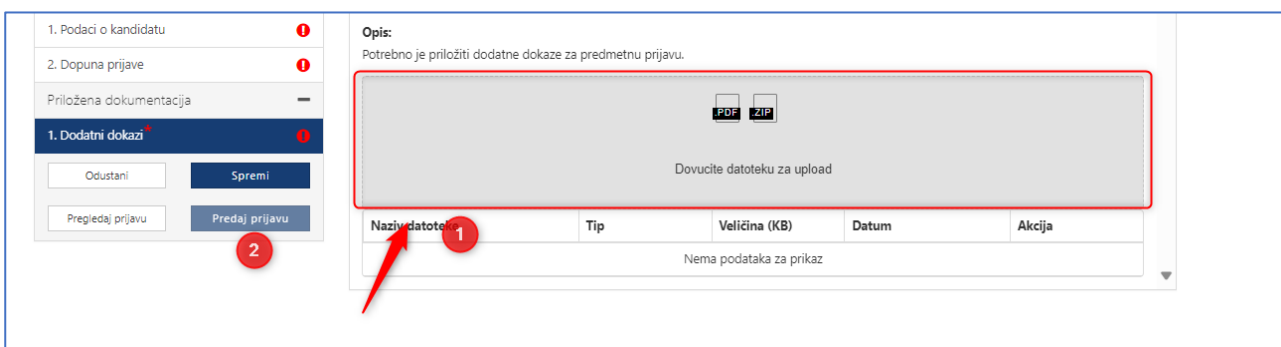 1. Podaci o kandidatu
2. Dopuna prijave
Priložena dokumentacija
1. Dodatni dokazi*
Odustani Spremi
Pregledaj prijavu Predaj prijavu
2
Opis:
Potrebno je priložiti dodatne dokaze za predmetnu prijavu.
.PDF .ZIP
Dovucite datoteku za upload
Naziv datoteke Tip Veličina (KB) Datum Akcija
1
Nema podataka za prikaz